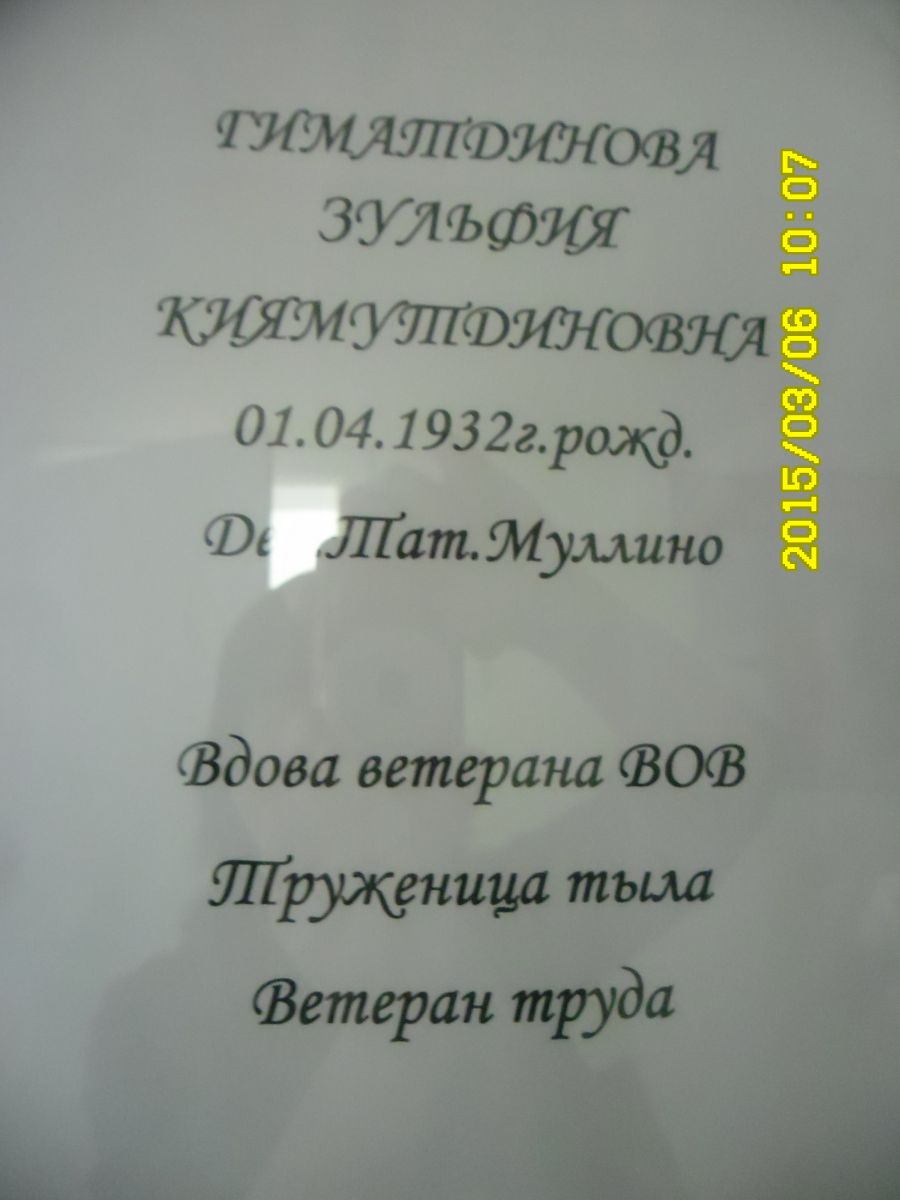 ГИМАТДИНОВА
ЗУЛЬФИЯ
КИЯМУТДИНОВНА
01.04.1932г.рожд.
Тат.Муллино
Вдова ветерана ВОВ
Труженица тыла
Ветеран труда
2015/03/06 10:07